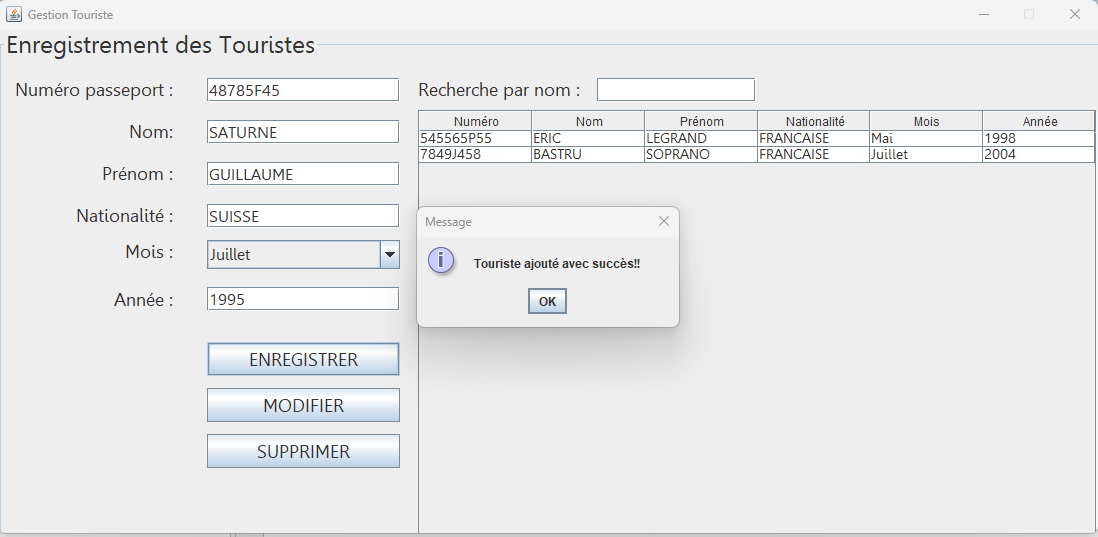 Gestion Touriste
Enregistrement des Touristes
Numéro passeport : 48785F45
Nom: SATURNE
Prénom : GUILLAUME
Nationalité : SUISSE
Mois : Juillet
Année : 1995
ENREGISTRER
MODIFIER
SUPPRIMER
Recherche par nom :
Numéro Nom Prénom Nationalité Mois Année
545565P55 ERIC LEGRAND FRANCAISE Mai 1998
7849J458 BASTRU SOPRANO FRANCAISE Juillet 2004
Message
i Touriste ajouté avec succès!!
OK